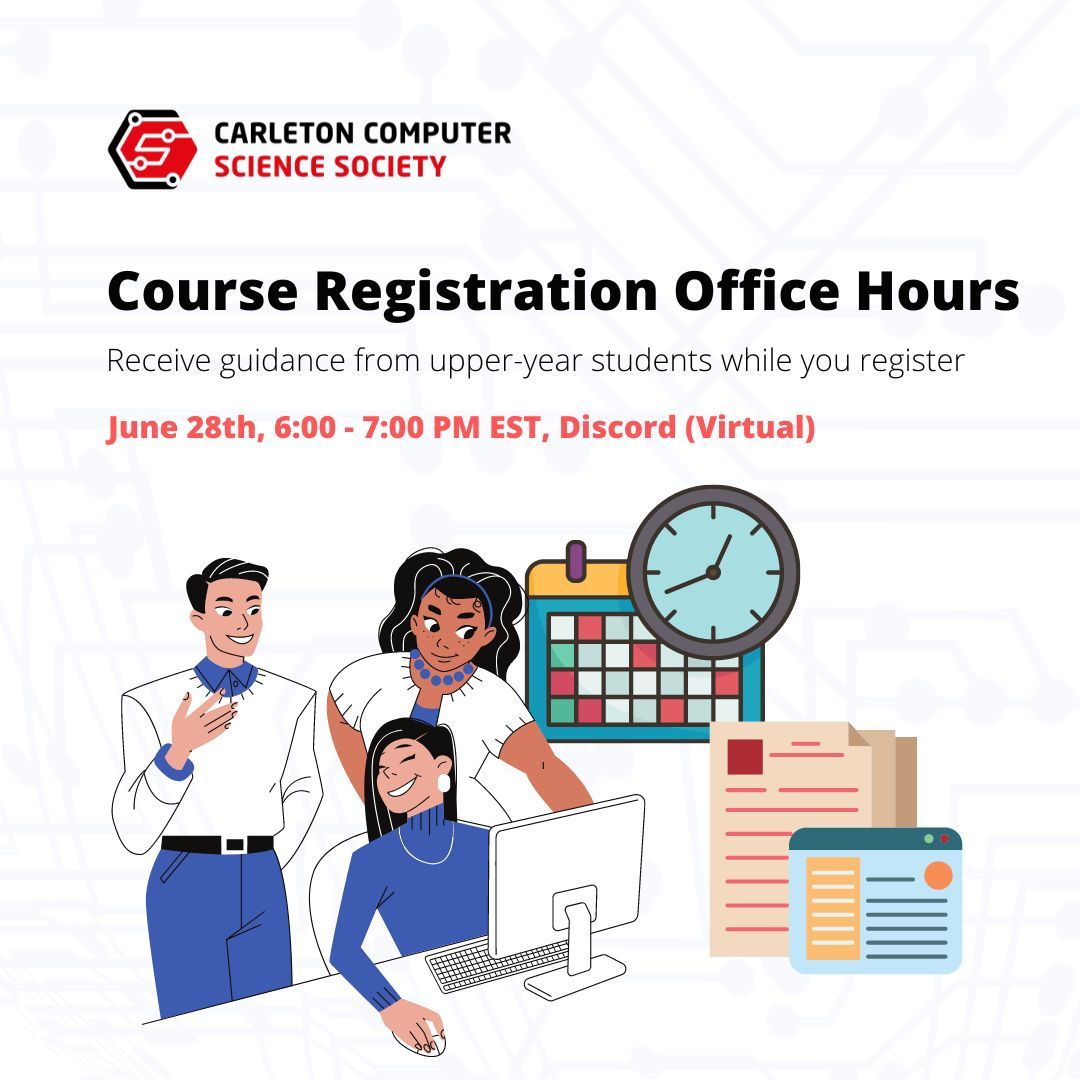 CARLETON COMPUTER
SCIENCE SOCIETY
Course Registration Office Hours
Receive guidance from upper-year students while you register
June 28th, 6:00 - 7:00 PM EST, Discord (Virtual)